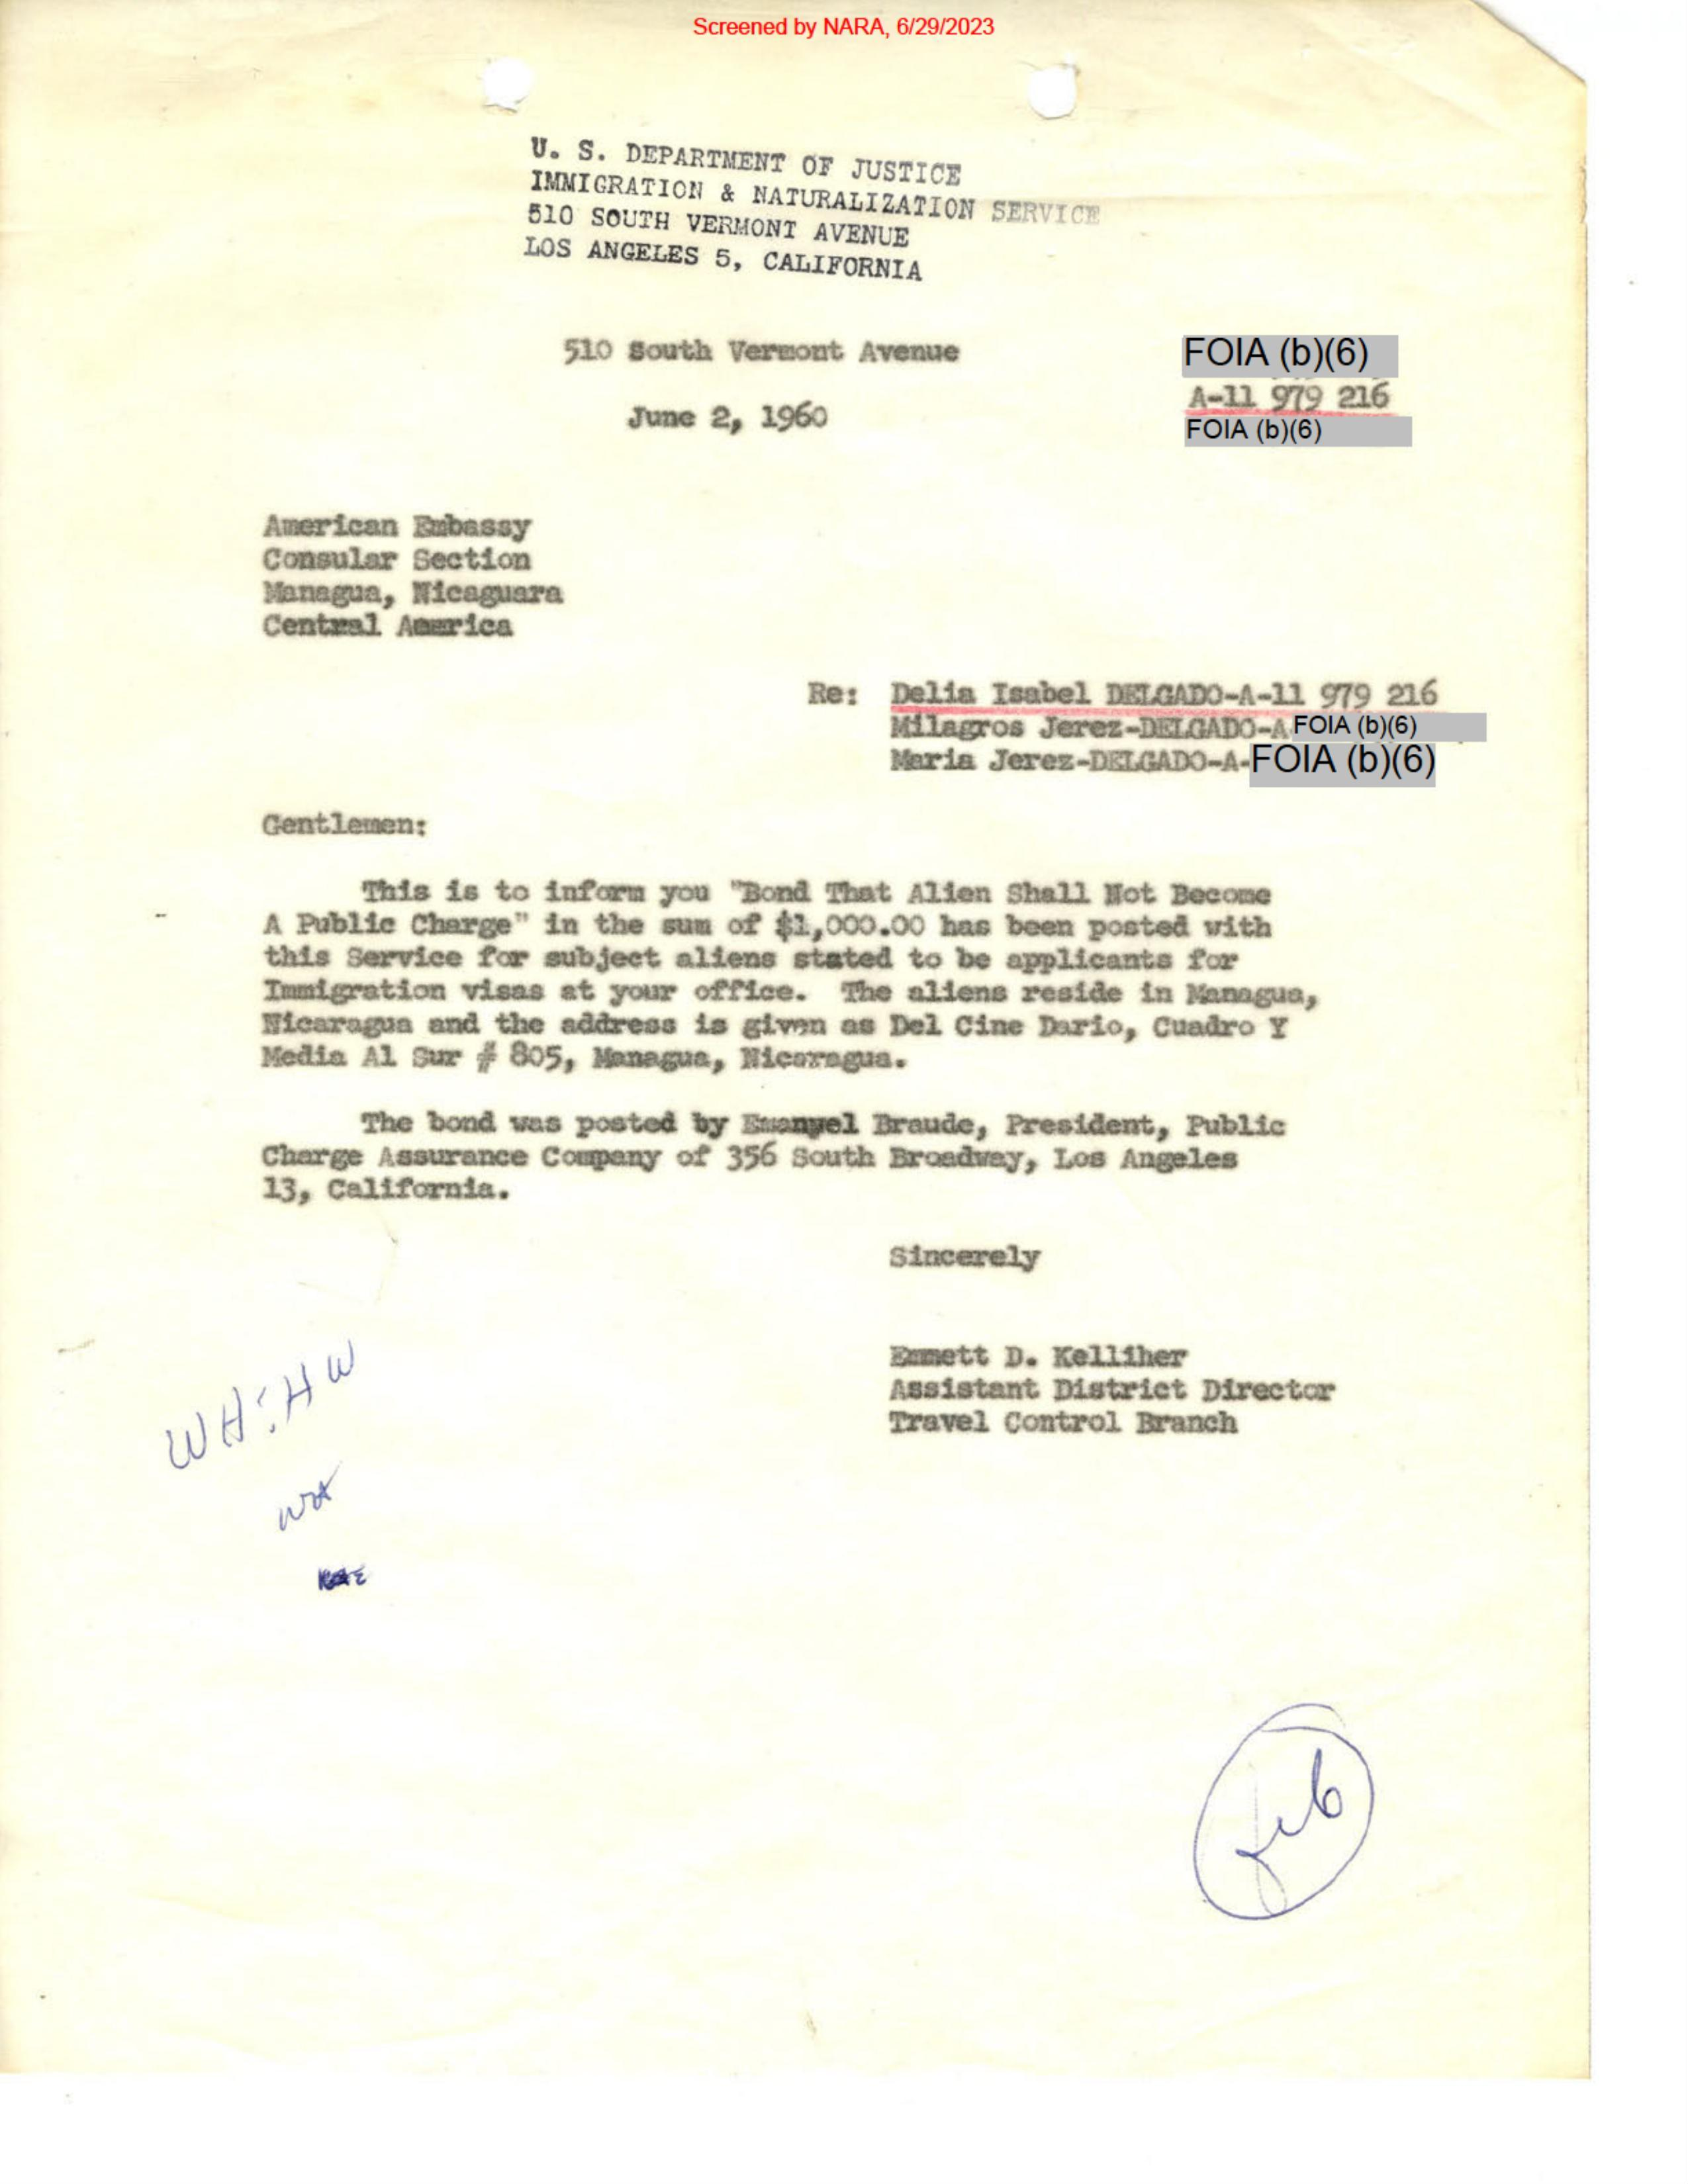 Screened by NARA, 6/29/2023
U. S. DEPARTMENT OF JUSTICE
IMMIGRATION & NATURALIZATION SERVICE
510 SOUTH VERMONT AVENUE
LOS ANGELES 5, CALIFORNIA
510 South Vermont Avenue
FOIA (b)(6)
A-11 979 216
June 2, 1960
FOIA (b)(6)
American Embassy
Consular Section
Managua, Nicaguara
Central America
Re: Delia Isabel DELGADO-A-11 979 216
Milagros Jerez-DELGADO-A FOIA (b)(6)
Maria Jerez-DELGADO-A-FOIA (b)(6)
Gentlemen:
This is to inform you "Bond That Alien Shall Not Become
A Public Charge" in the sum of $1,000.00 has been posted with
this Service for subject aliens stated to be applicants for
Immigration visas at your office. The aliens reside in Managua,
Nicaragua and the address is given as Del Cine Dario, Cuadro Y
Media Al Sur # 805, Managua, Nicaragua.
The bond was posted by Emanuel Braude, President, Public
Charge Assurance Company of 356 South Broadway, Los Angeles
13, California.
Sincerely
Emmett D. Kelliher
Assistant District Director
Travel Control Branch
WH:HW